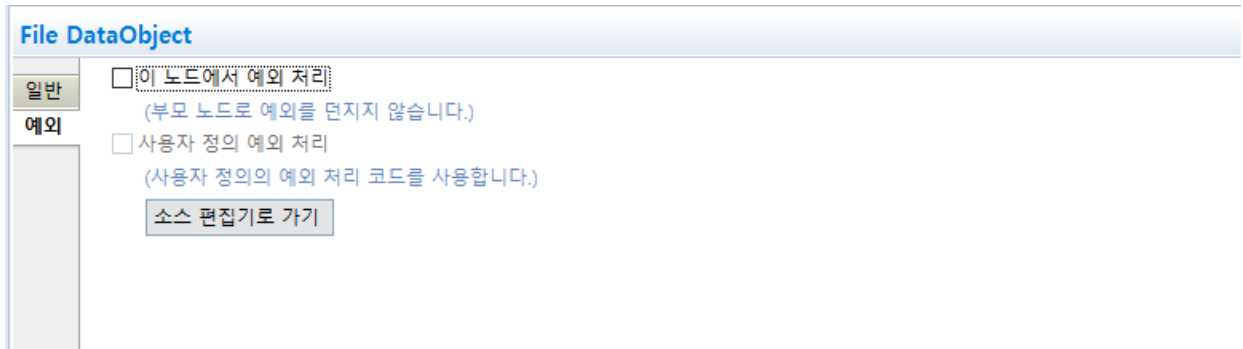 File DataObject
일반
예외
이 노드에서 예외 처리
(부모 노드로 예외를 던지지 않습니다.)
사용자 정의 예외 처리
(사용자 정의의 예외 처리 코드를 사용합니다.)
소스 편집기로 가기